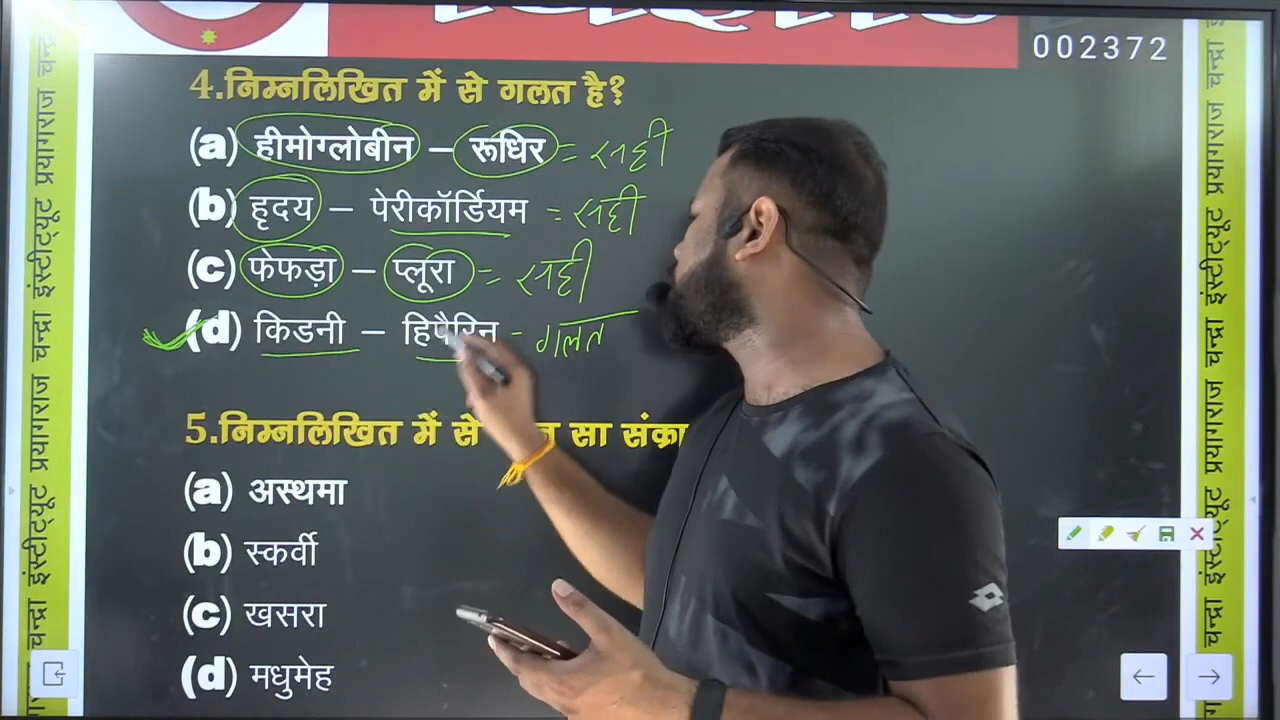 002372
4.निम्नलिखित में से गलत है?
(a) हीमोग्लोबीन – रूधिर = सही
(b) हृदय – पेरीकॉर्डियम = सही
(c) फेफड़ा – प्लूरा = सही
(d) किडनी – हिपैरिन - गलत
5.निम्नलिखित में से सा
(a) अस्थमा
(b) स्कर्वी
(c) खसरा
(d) मधुमेह
चन्द्रा इंस्टीट्यूट प्रयागराज
चन्द्रा इंस्टीट्यूट प्रयागराज